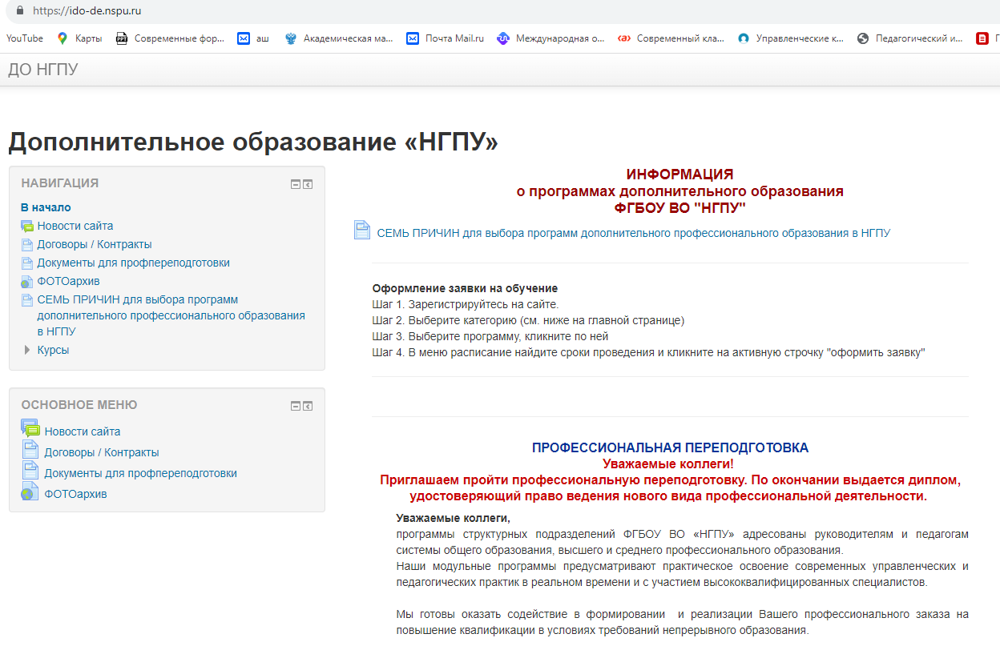 https://ido-de.nspu.ru
YouTube Карты Современные фор... аш Академическая ма... Почта Mail.ru Международная о... Современный кла... Управленческие к... Педагогический и...
ДО НГПУ
Дополнительное образование «НГПУ»
НАВИГАЦИЯ
В начало
Новости сайта
Договоры / Контракты
Документы для профпереподготовки
ФОТОархив
СЕМЬ ПРИЧИН для выбора программ
дополнительного профессионального образования
в НГПУ
Курсы
ОСНОВНОЕ МЕНЮ
Новости сайта
Договоры / Контракты
Документы для профпереподготовки
ФОТОархив
ИНФОРМАЦИЯ
о программах дополнительного образования
ФГБОУ ВО "НГПУ"
СЕМЬ ПРИЧИН для выбора программ дополнительного профессионального образования в НГПУ
Оформление заявки на обучение
Шаг 1. Зарегистрируйтесь на сайте.
Шаг 2. Выберите категорию (см. ниже на главной странице)
Шаг 3. Выберите программу, кликните по ней
Шаг 4. В меню расписание найдите сроки проведения и кликните на активную строчку "оформить заявку"
ПРОФЕССИОНАЛЬНАЯ ПЕРЕПОДГОТОВКА
Уважаемые коллеги!
Приглашаем пройти профессиональную переподготовку. По окончании выдается диплом,
удостоверяющий право ведения нового вида профессиональной деятельности.
Уважаемые коллеги,
программы структурных подразделений ФГБОУ ВО «НГПУ» адресованы руководителям и педагогам
системы общего образования, высшего и среднего профессионального образования.
Наши модульные программы предусматривают практическое освоение современных управленческих и
педагогических практик в реальном времени и с участием высококвалифицированных специалистов.
Мы готовы оказать содействие в формировании и реализации Вашего профессионального заказа на
повышение квалификации в условиях требований непрерывного образования.